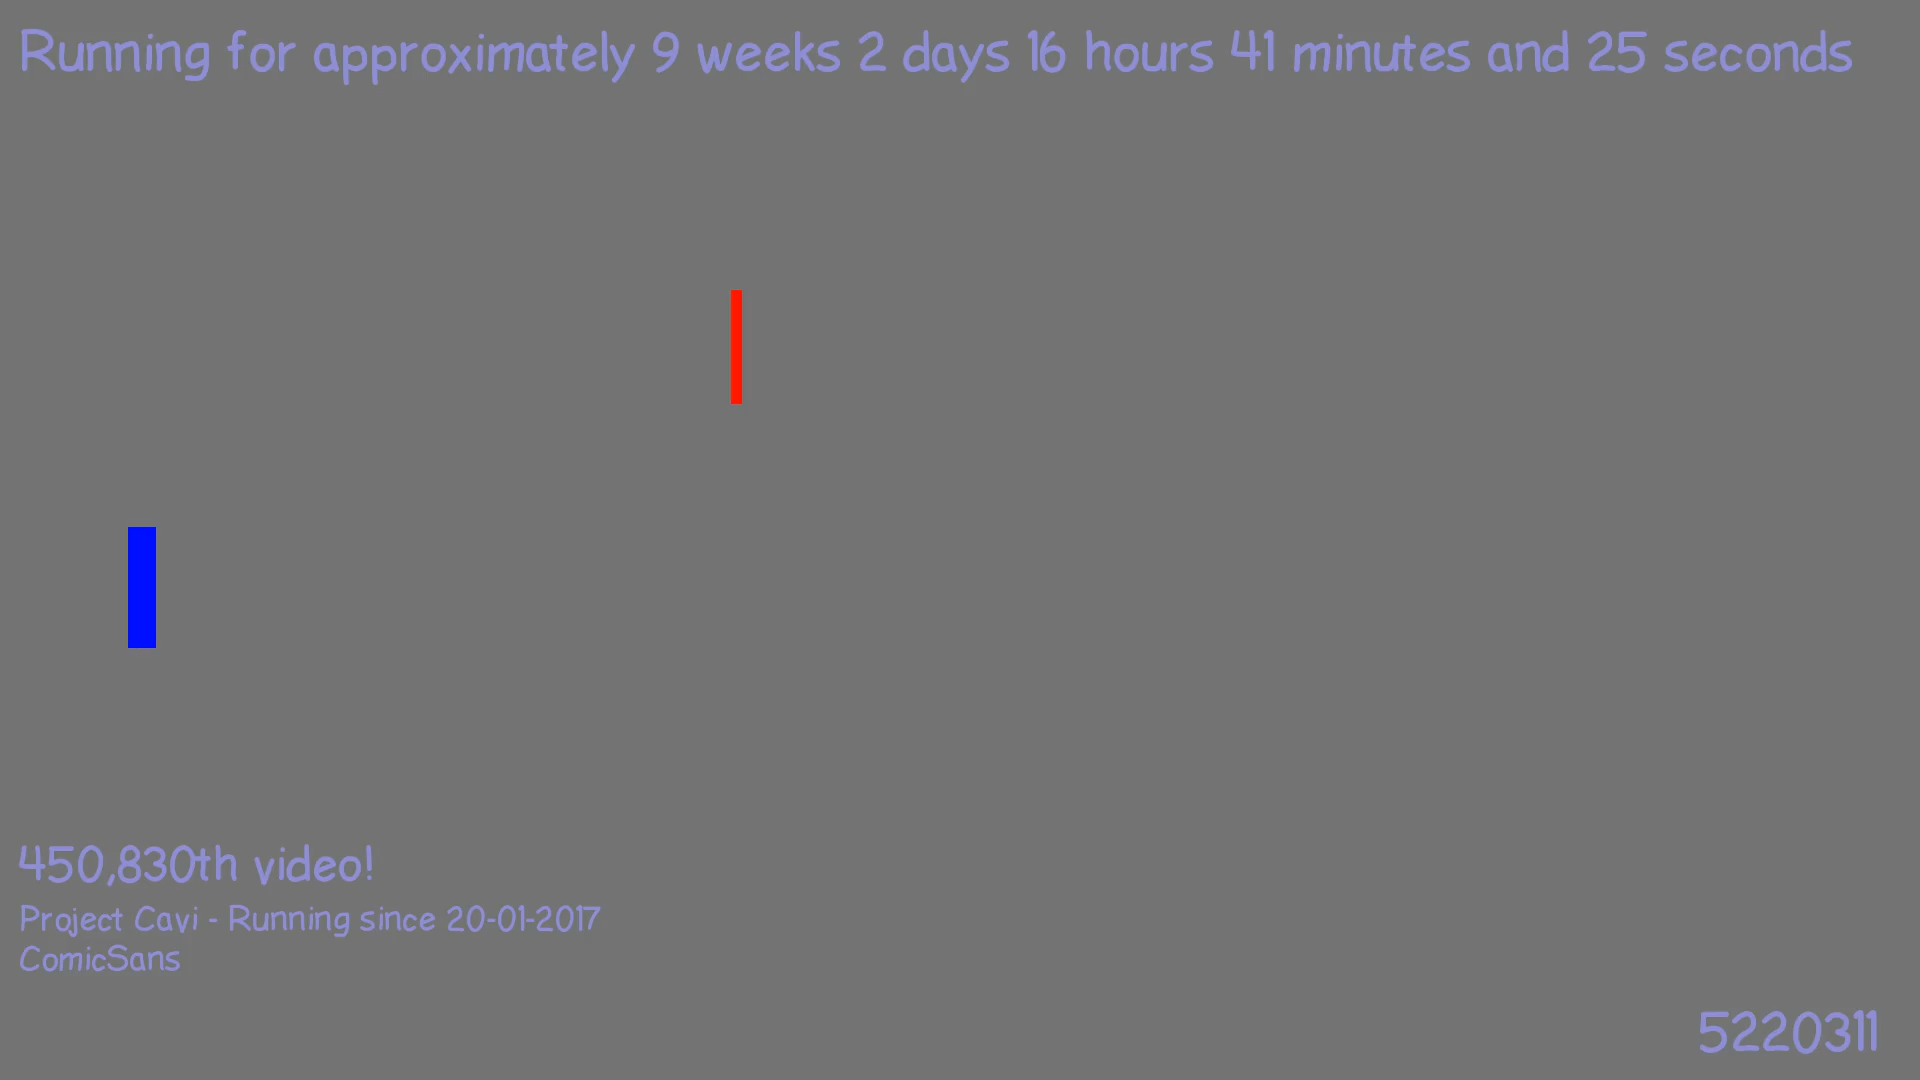 Running for approximately 9 weeks 2 days 16 hours 41 minutes and 25 seconds
450,830th video!
Project Cavi - Running since 20-01-2017
ComicSans
5220311